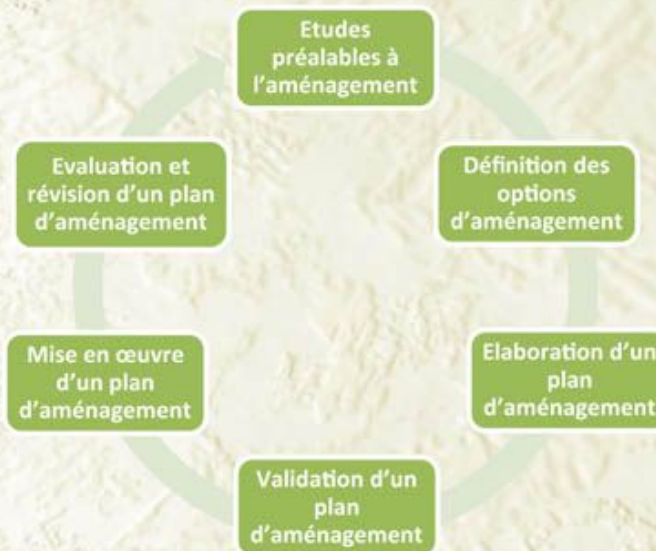 Etudes
préalables à
l'aménagement
Définition des
options
d'aménagement
Elaboration d'un
plan
d'aménagement
Validation d'un
plan
d'aménagement
Mise en œuvre
d'un plan
d'aménagement
Evaluation et
révision d'un plan
d'aménagement